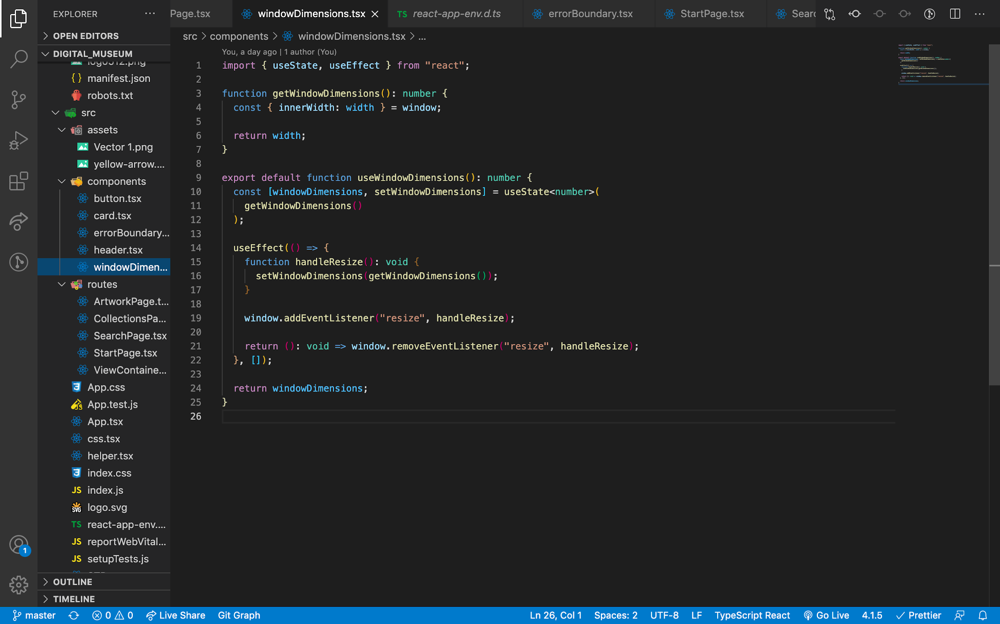 EXPLORER
OPEN EDITORS
DIGITAL_MUSEUM
logo512.png
{ } manifest.json
robots.txt
src
assets
Vector 1.png
yellow-arrow....
components
button.tsx
card.tsx
errorBoundary...
header.tsx
windowDimen...
routes
ArtworkPage.t...
CollectionsPa...
SearchPage.tsx
StartPage.tsx
ViewContaine...
App.css
App.test.js
App.tsx
css.tsx
helper.tsx
index.css
JS index.js
SVG logo.svg
TS react-app-env....
JS reportWebVital...
JS setupTests.js
OUTLINE
TIMELINE
1
Page.tsx windowDimensions.tsx TS react-app-env.d.ts errorBoundary.tsx StartPage.tsx Searc
src > components > windowDimensions.tsx > ...
You, a day ago | 1 author (You)
1 import { useState, useEffect } from "react";
2
3 function getWindowDimensions(): number {
4 const { innerWidth: width } = window;
5
6 return width;
7 }
8
9 export default function useWindowDimensions(): number {
10 const [windowDimensions, setWindowDimensions] = useState<number>(
11 getWindowDimensions()
12 );
13
14 useEffect(() => {
15 function handleResize(): void {
16 setWindowDimensions(getWindowDimensions());
17 }
18
19 window.addEventListener("resize", handleResize);
20
21 return (): void => window.removeEventListener("resize", handleResize);
22 }, []);
23
24 return windowDimensions;
25 }
26
master 0 0 Live Share Git Graph Ln 26, Col 1 Spaces: 2 UTF-8 LF TypeScript React Go Live 4.1.5 Prettier